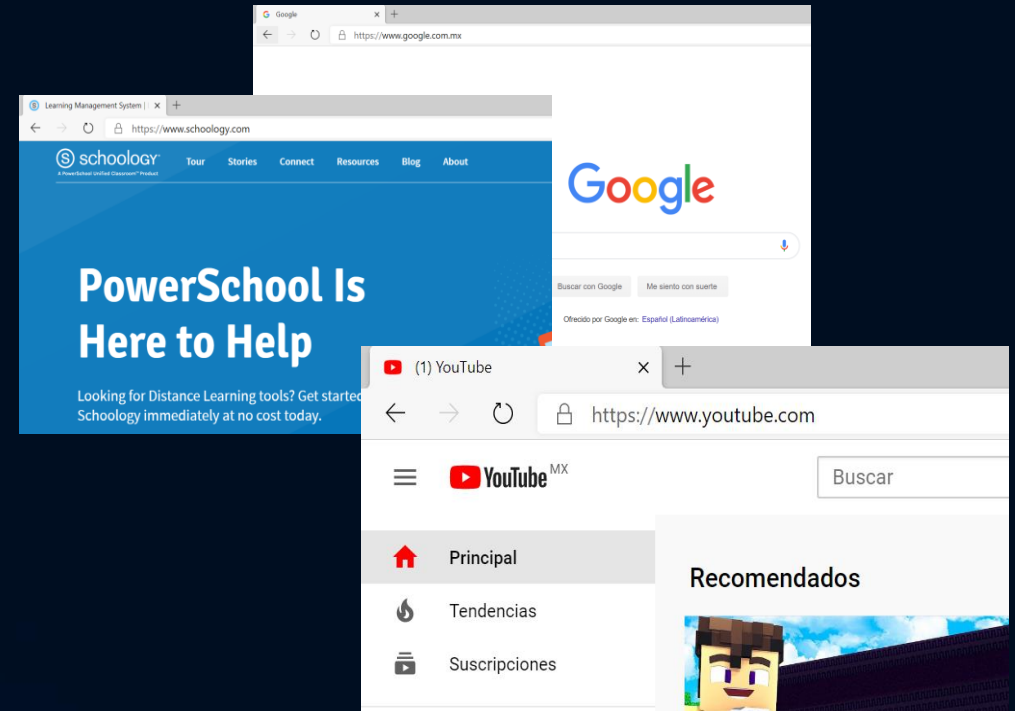 Google
https://www.google.com.mx
Google
Buscar con Google
Me siento con suerte
Ofrecido por Google en: Español (Latinoamérica)
Learning Management System |
https://www.schoology.com
S schoology
A PowerSchool Unified Classroom™ Product
Tour Stories Connect Resources Blog About
PowerSchool Is
Here to Help
Looking for Distance Learning tools? Get started
Schoology immediately at no cost today.
(1) YouTube
https://www.youtube.com
YouTube MX
Buscar
Principal
Tendencias
Suscripciones
Recomendados